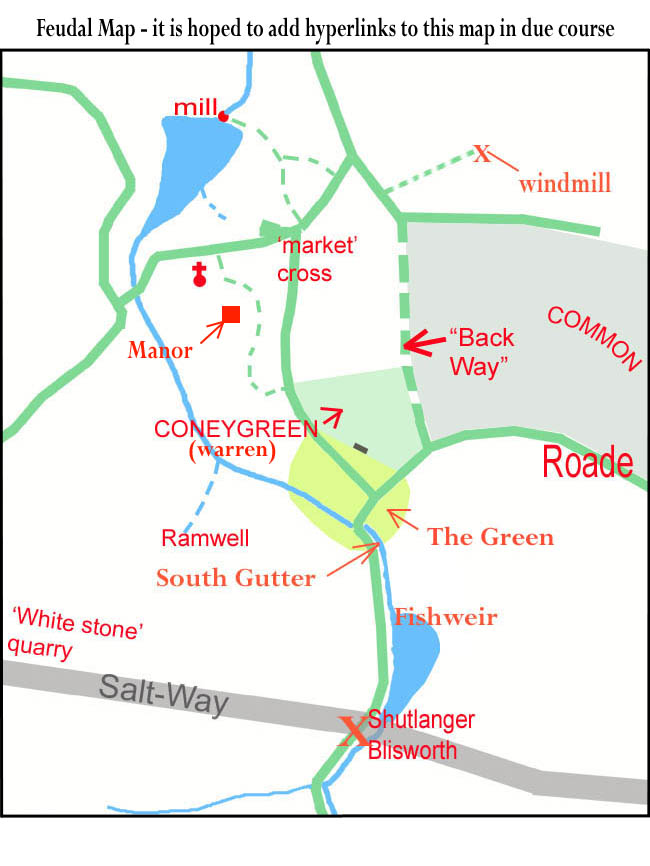 Feudal Map - it is hoped to add hyperlinks to this map in due course
mill
X
windmill
'market'
cross
COMMON
Manor
"Back
Way"
CONEYGREEN
(warren)
Roade
Ramwell
The Green
South Gutter
'White stone'
quarry
Fishweir
Salt-Way
X
Shutlanger
Blisworth